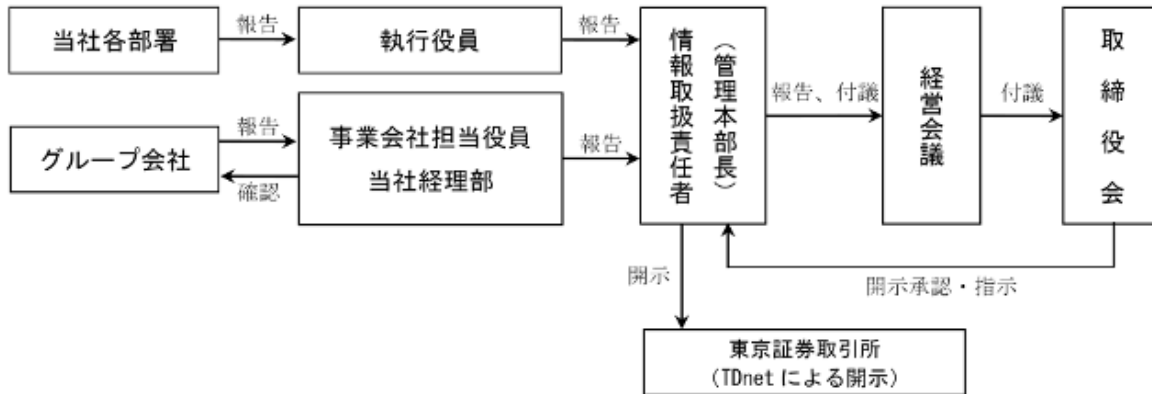 当社各部署
報告
執行役員
報告
グループ会社
報告
確認
事業会社担当役員
当社経理部
報告
情報取扱責任者
（管理本部長）
報告、付議
経営会議
付議
取締役会
開示承認・指示
開示
東京証券取引所
(TDnet による開示)